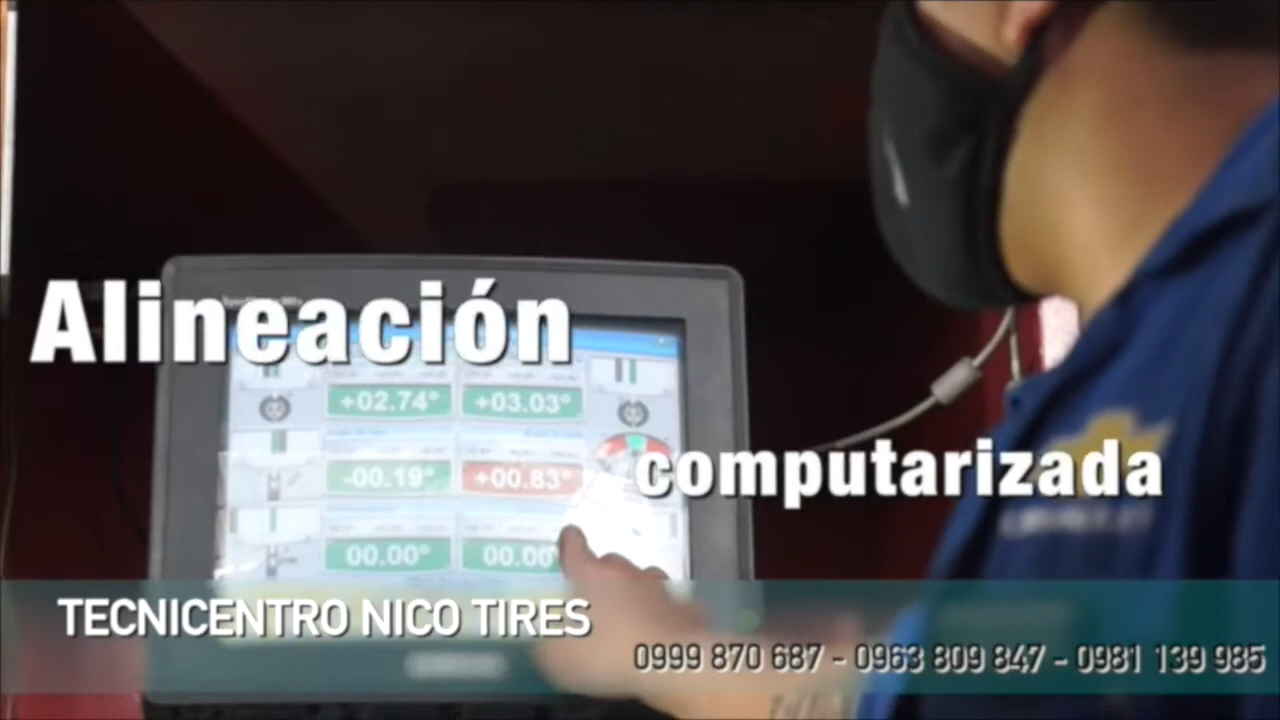 Alineación
+02.74° +03.03°
-00.19° +00.83°
computarizada
00.00° 00.00°
TECNICENTRO NICO TIRES
0999 870 687 - 0963 809 847 - 0981 139 985